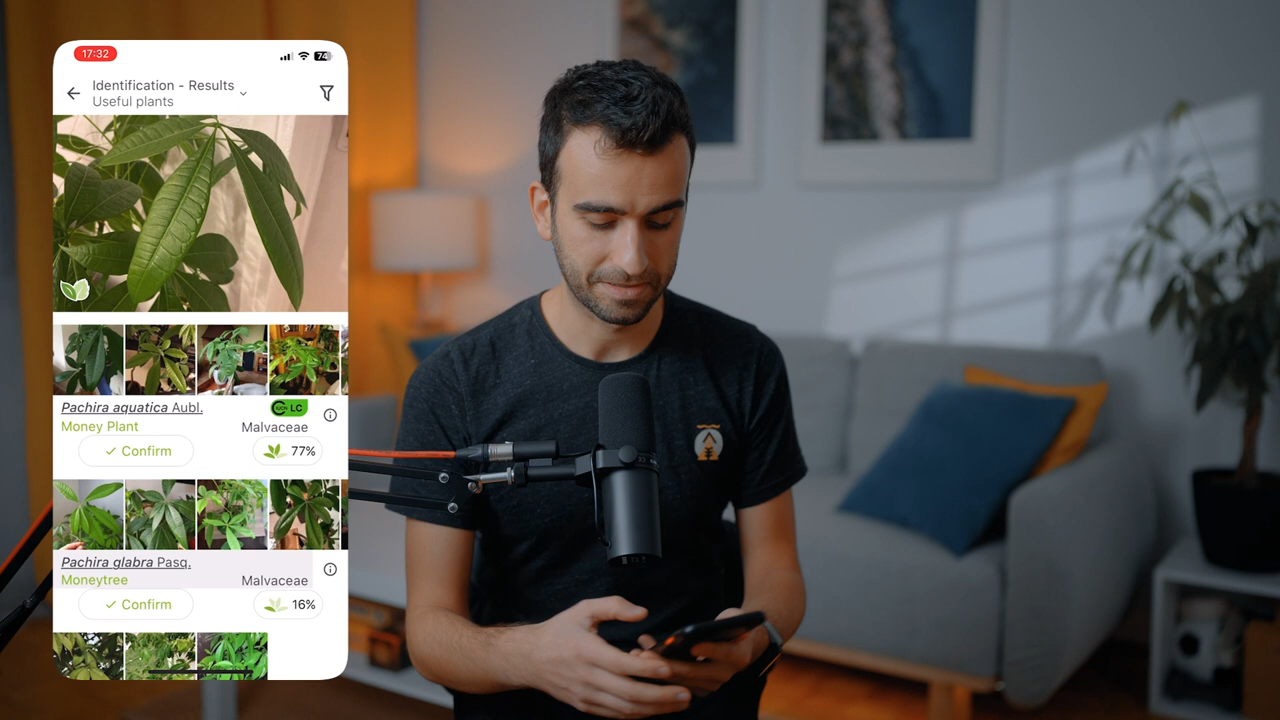 17:32
74
Identification - Results
Useful plants
Pachira aquatica Aubl.
LC
Money Plant
Malvaceae
Confirm
77%
Pachira glabra Pasq.
Moneytree
Malvaceae
Confirm
16%